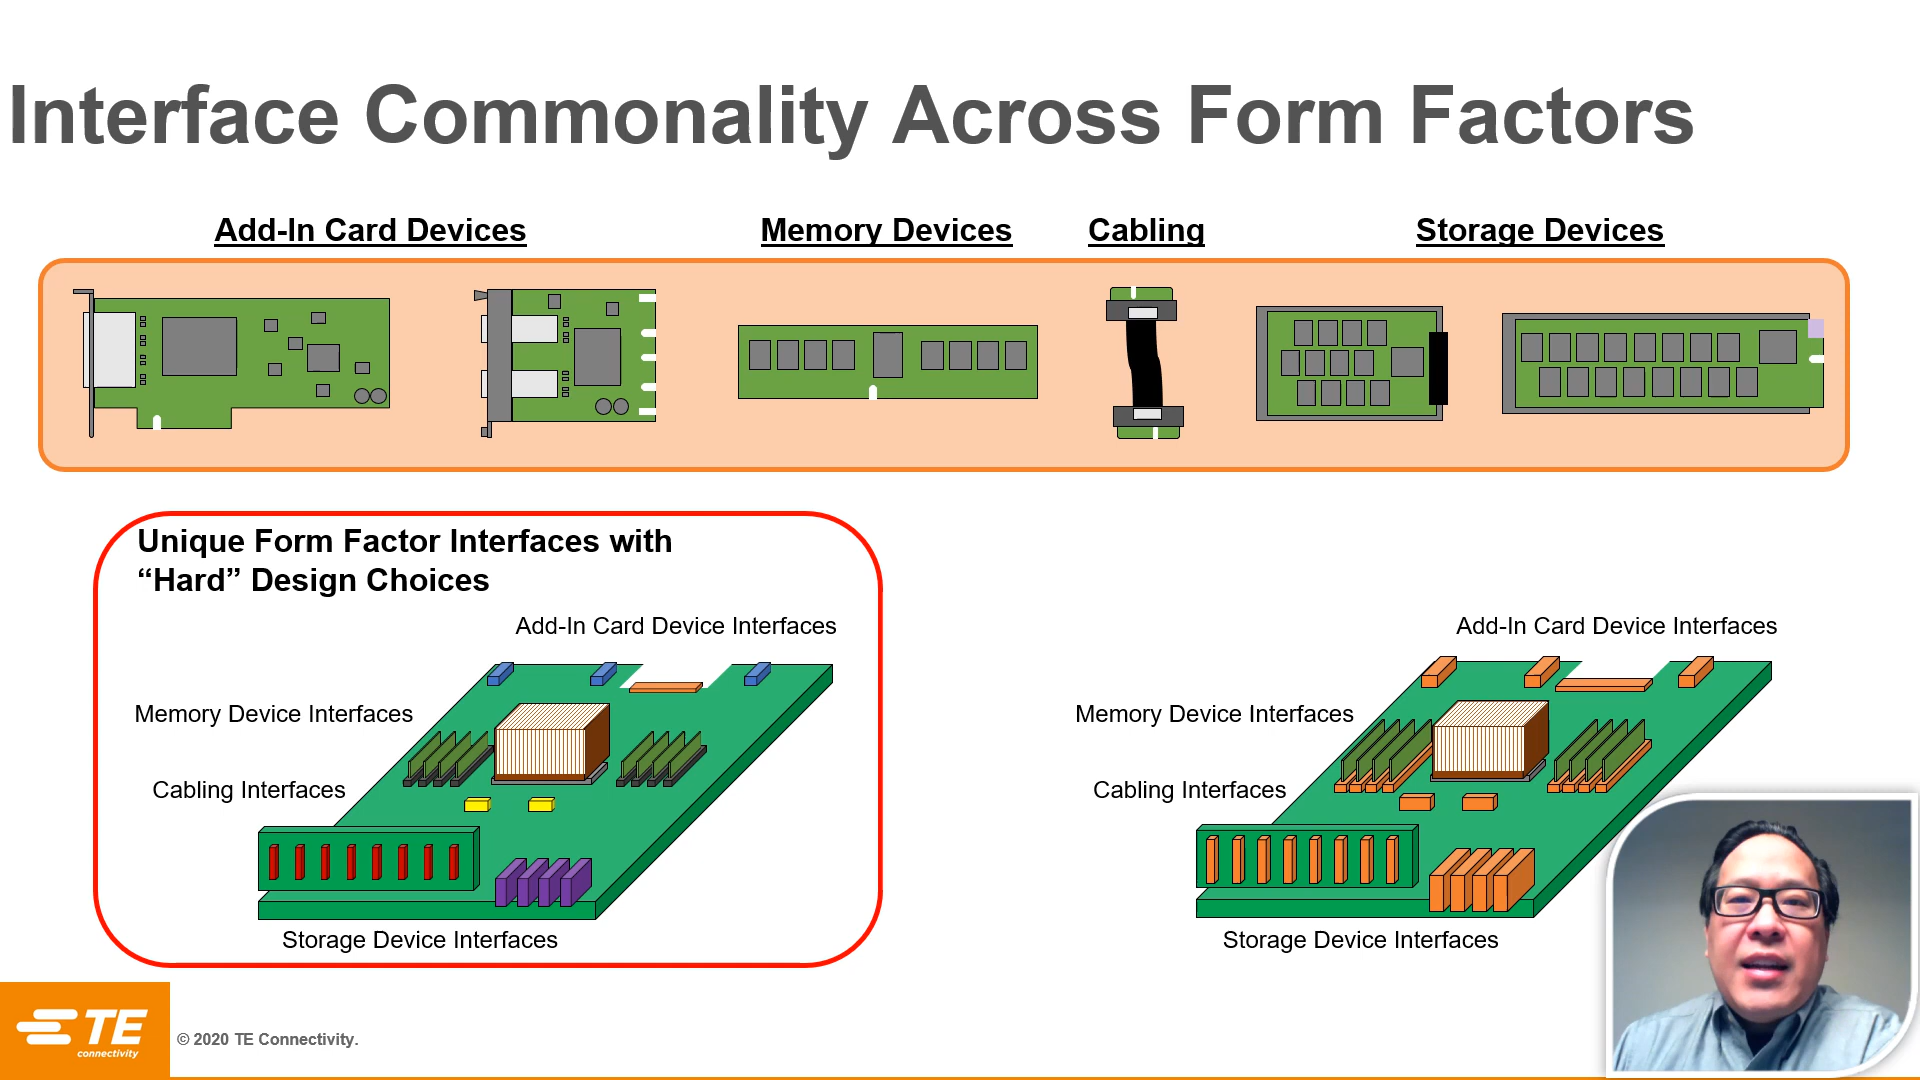 Interface Commonality Across Form Factors
Add-In Card Devices
Memory Devices
Cabling
Storage Devices
Unique Form Factor Interfaces with
“Hard” Design Choices
Add-In Card Device Interfaces
Memory Device Interfaces
Cabling Interfaces
Storage Device Interfaces
Add-In Card Device Interfaces
Memory Device Interfaces
Cabling Interfaces
Storage Device Interfaces
TE
connectivity
© 2020 TE Connectivity.